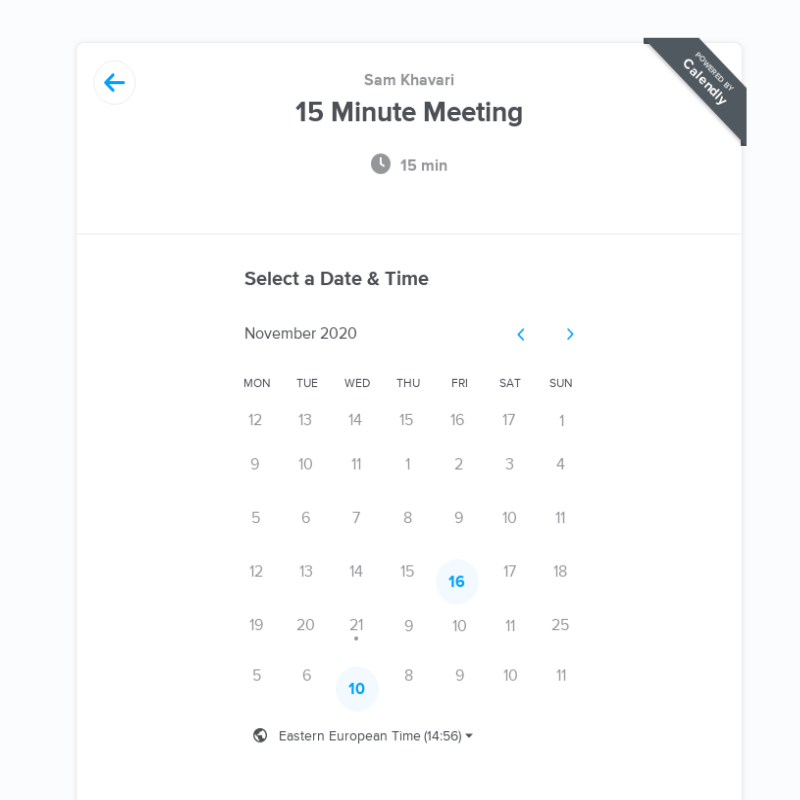 POWERED BY
Calendly
Sam Khavari
15 Minute Meeting
15 min
Select a Date & Time
November 2020
MON TUE WED THU FRI SAT SUN
12 13 14 15 16 17 1
9 10 11 1 2 3 4
5 6 7 8 9 10 11
12 13 14 15 16 17 18
19 20 21 9 10 11 25
5 6 10 8 9 10 11
Eastern European Time (14:56)